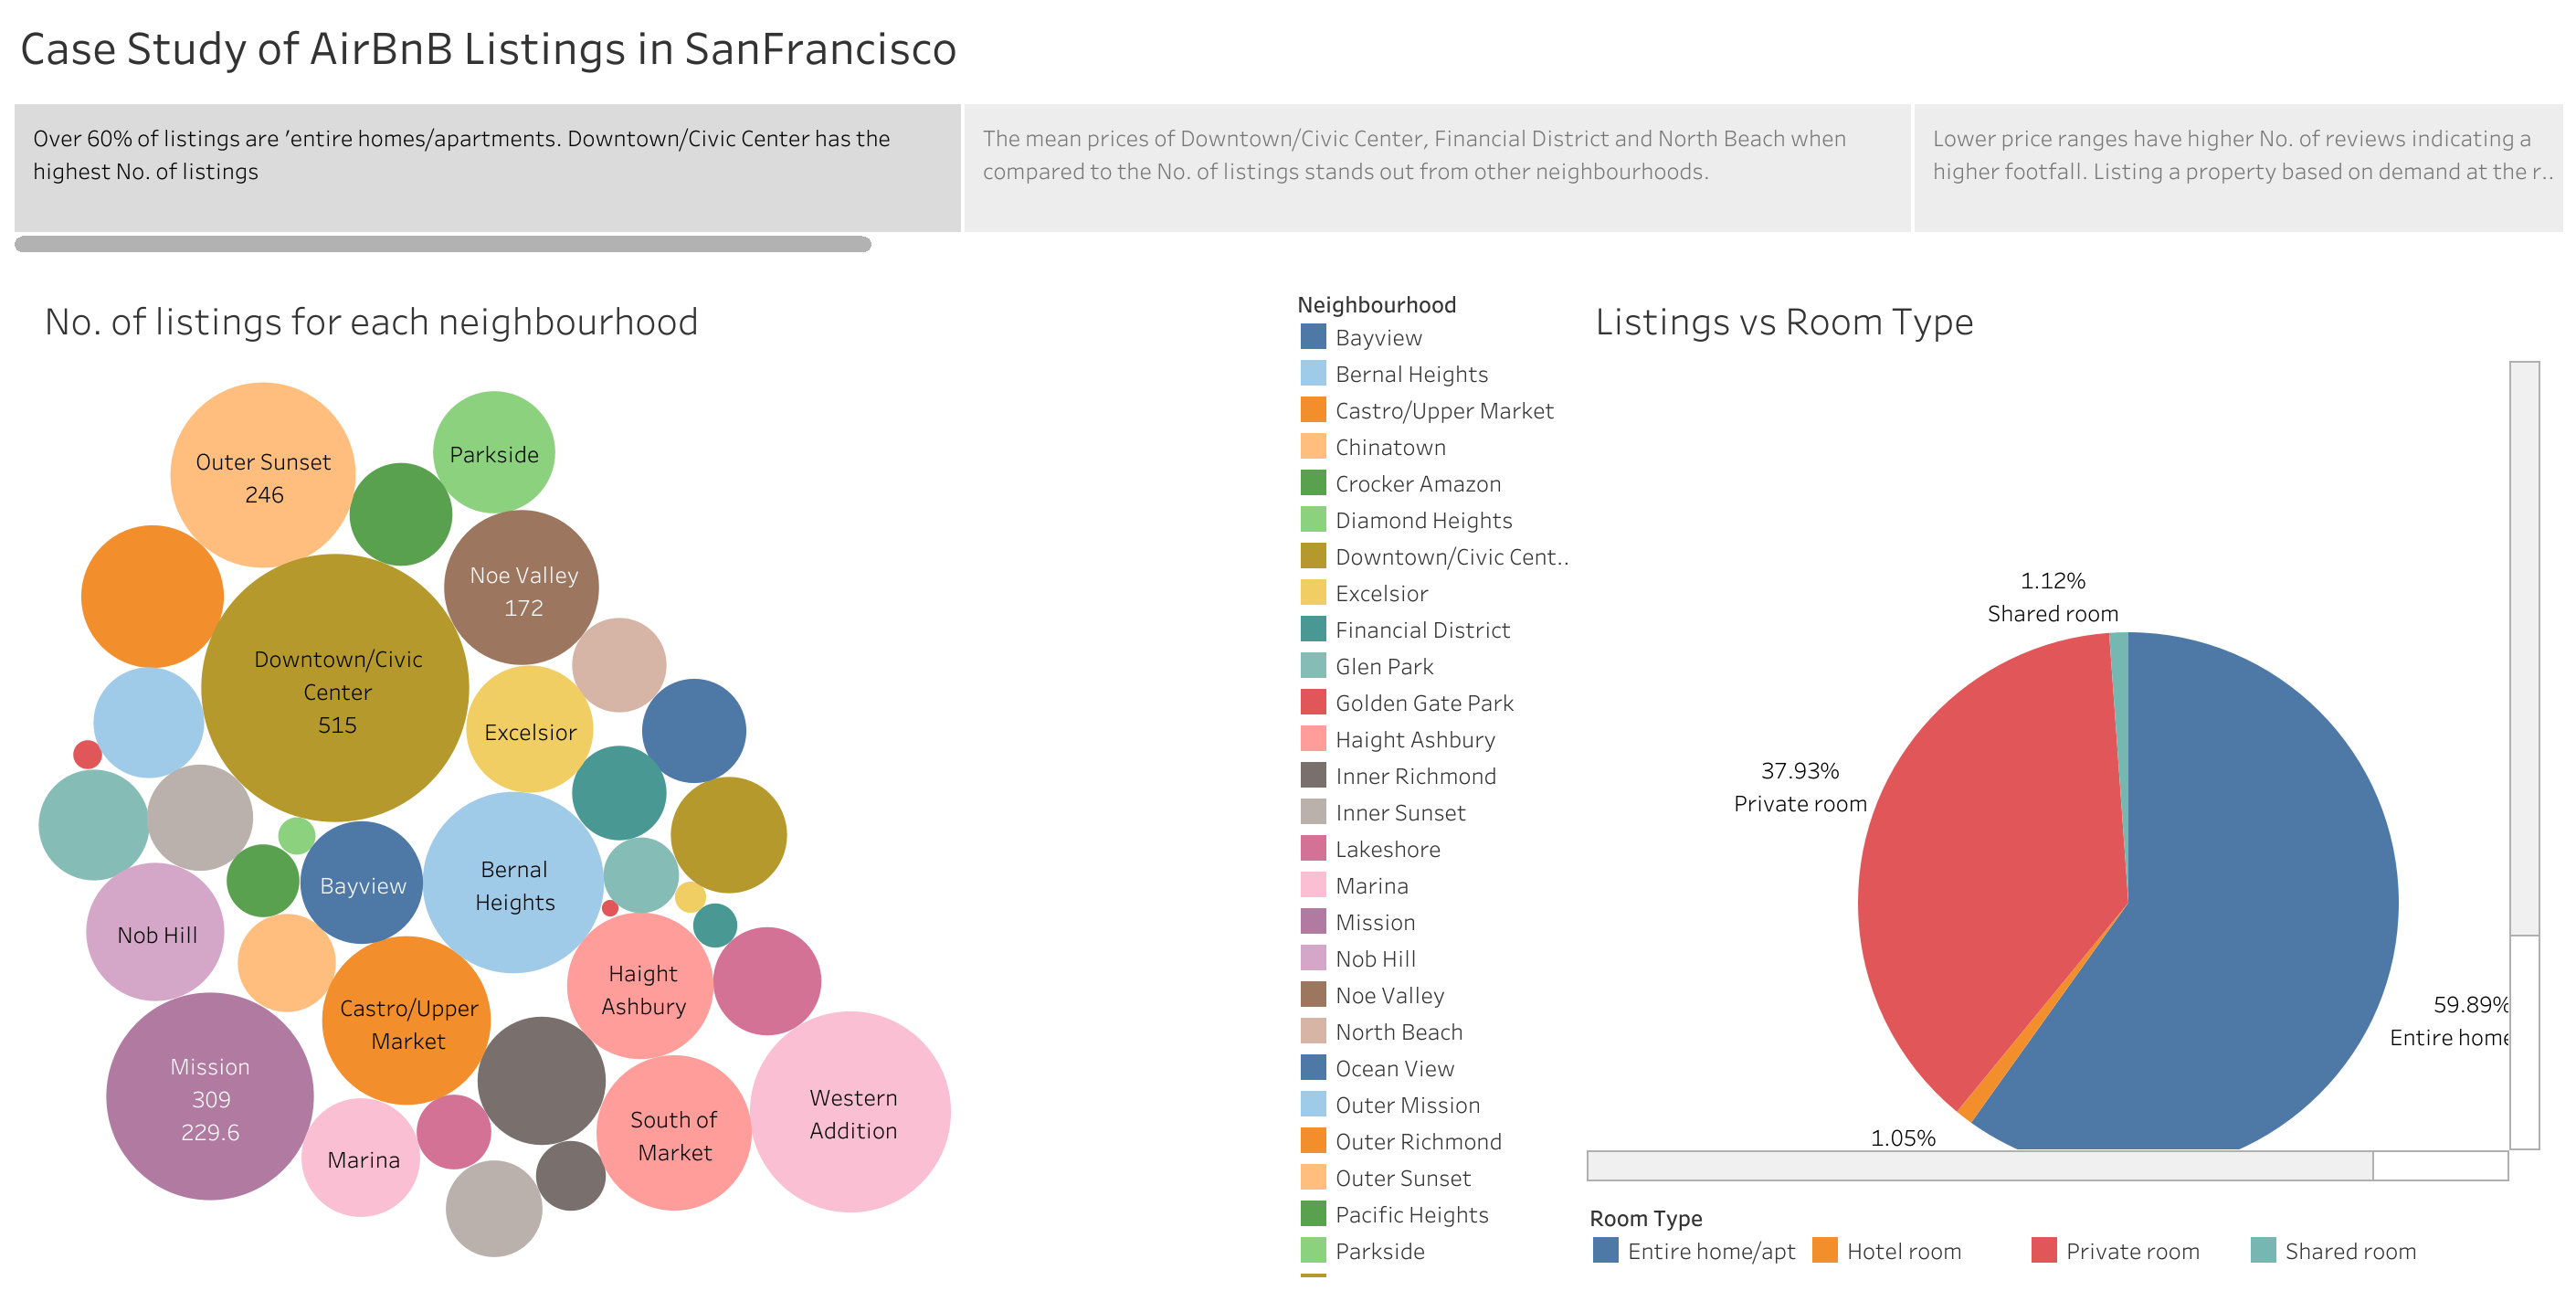 Case Study of AirBnB Listings in SanFrancisco
Over 60% of listings are ’entire homes/apartments. Downtown/Civic Center has the
highest No. of listings
The mean prices of Downtown/Civic Center, Financial District and North Beach when
compared to the No. of listings stands out from other neighbourhoods.
Lower price ranges have higher No. of reviews indicating a
higher footfall. Listing a property based on demand at the r..
No. of listings for each neighbourhood
Outer Sunset
246
Parkside
Noe Valley
172
Downtown/Civic
Center
515
Excelsior
Bayview
Bernal
Heights
Nob Hill
Haight
Ashbury
Castro/Upper
Market
Mission
309
229.6
Marina
South of
Market
Western
Addition
Neighbourhood
Bayview
Bernal Heights
Castro/Upper Market
Chinatown
Crocker Amazon
Diamond Heights
Downtown/Civic Cent..
Excelsior
Financial District
Glen Park
Golden Gate Park
Haight Ashbury
Inner Richmond
Inner Sunset
Lakeshore
Marina
Mission
Nob Hill
Noe Valley
North Beach
Ocean View
Outer Mission
Outer Richmond
Outer Sunset
Pacific Heights
Parkside
Listings vs Room Type
1.12%
Shared room
37.93%
Private room
59.89%
Entire home
1.05%
Room Type
Entire home/apt
Hotel room
Private room
Shared room